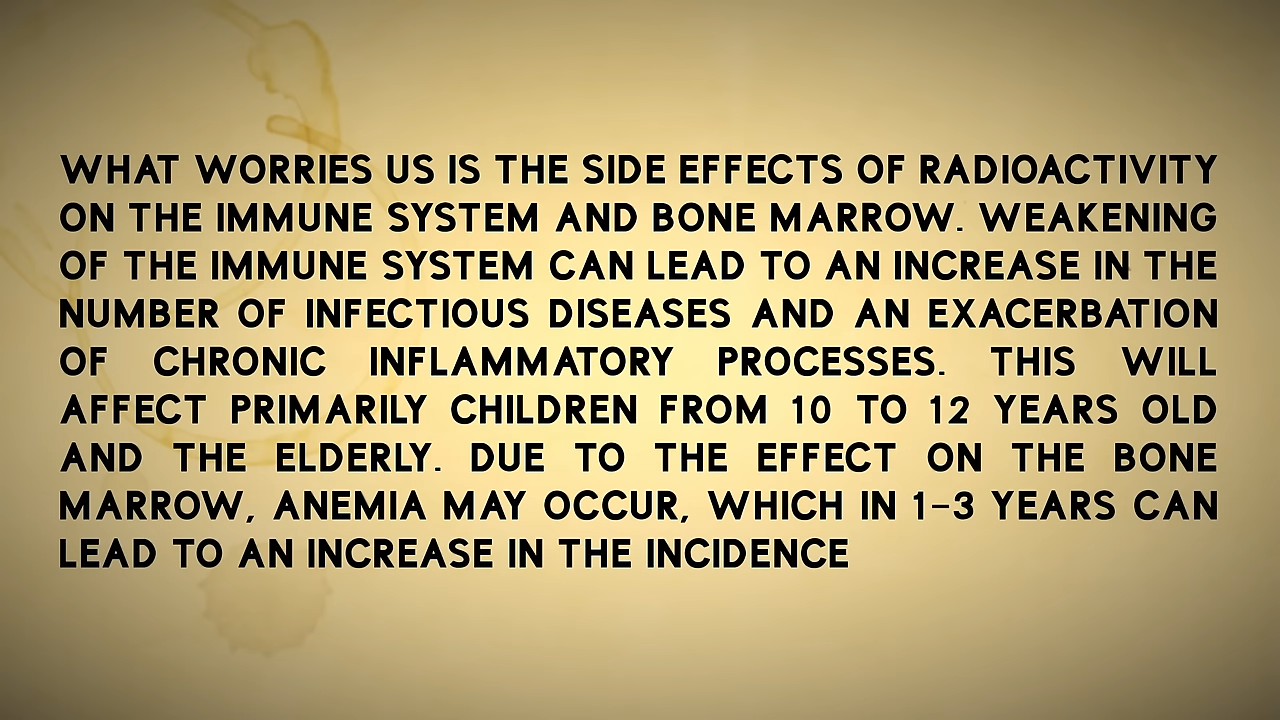 WHAT WORRIES US IS THE SIDE EFFECTS OF RADIOACTIVITY
ON THE IMMUNE SYSTEM AND BONE MARROW. WEAKENING
OF THE IMMUNE SYSTEM CAN LEAD TO AN INCREASE IN THE
NUMBER OF INFECTIOUS DISEASES AND AN EXACERBATION
OF CHRONIC INFLAMMATORY PROCESSES. THIS WILL
AFFECT PRIMARILY CHILDREN FROM 10 TO 12 YEARS OLD
AND THE ELDERLY. DUE TO THE EFFECT ON THE BONE
MARROW, ANEMIA MAY OCCUR, WHICH IN 1–3 YEARS CAN
LEAD TO AN INCREASE IN THE INCIDENCE